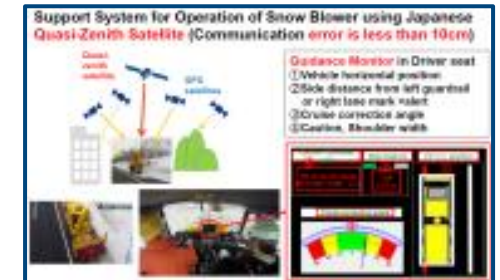 Support System for Operation of Snow Blower using Japanese
Quasi-Zenith Satellite (Communication error is less than 10cm)
Quasi-
zenith
satellite
GPS
satellites
Guidance Monitor in Driver seat
①Vehicle horizontal position
②Side distance from left guardrail
or right lane mark +alert
③Cruise correction angle
④Caution, Shoulder width